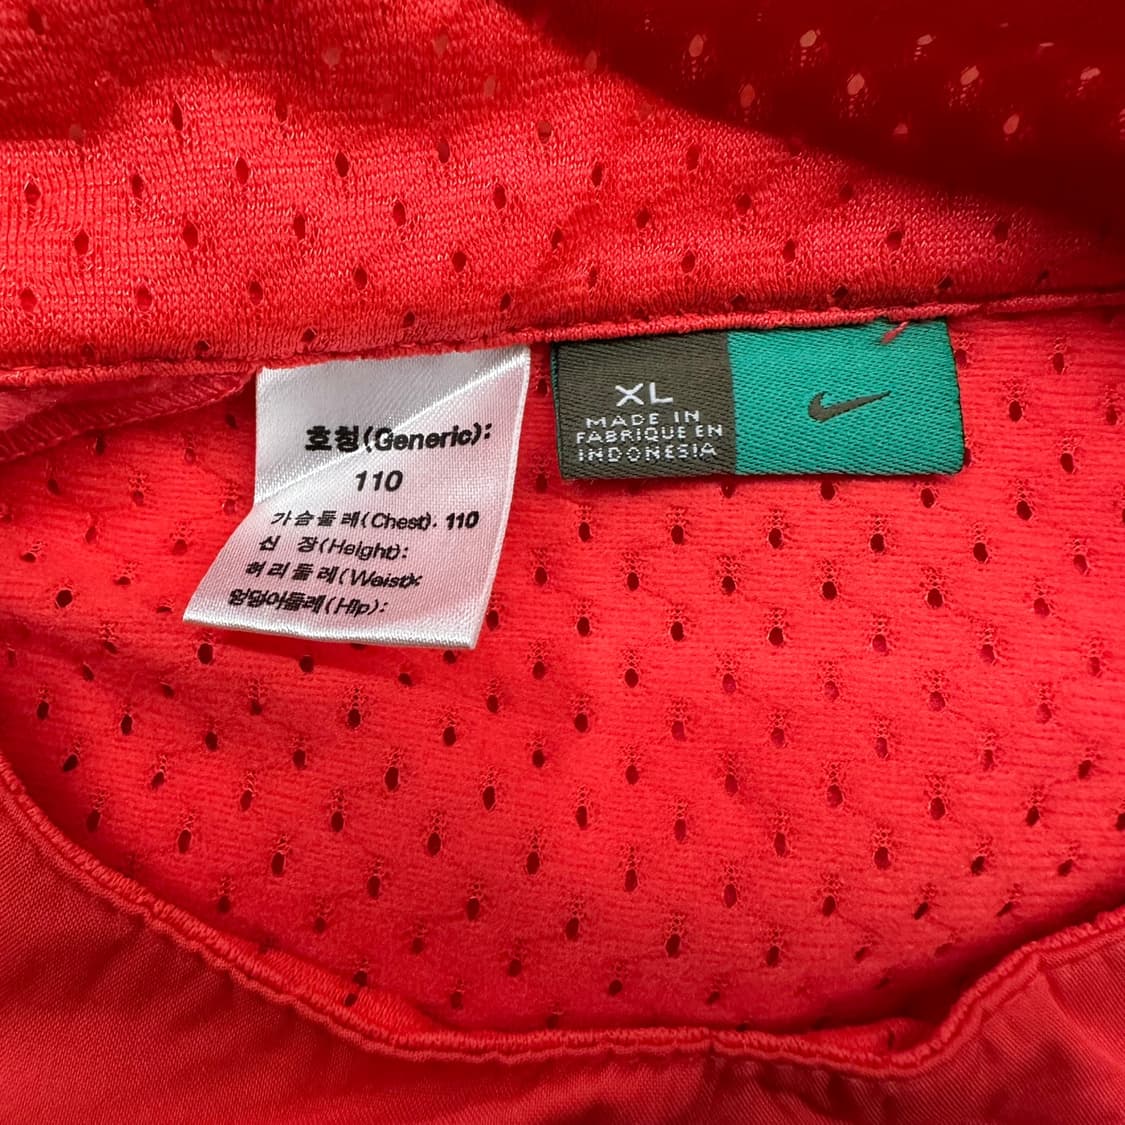 호칭(Generic):
110
가슴둘레(Chest). 110
신 장(Height):
허리둘레(Waist):
엉덩이둘레(Hip):
XL
MADE IN
FABRIQUE EN
INDONESIA